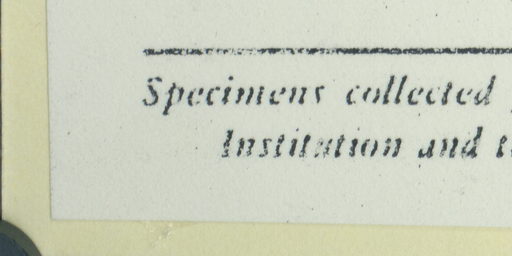 Specimens collected
Institution and